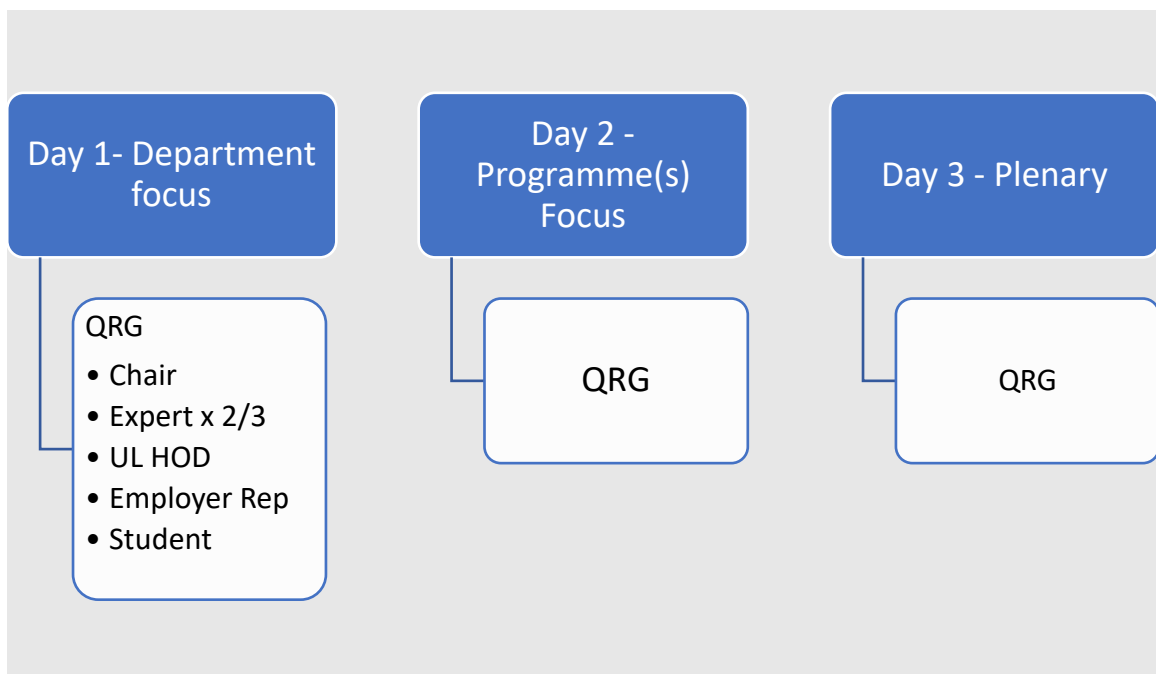 Day 1- Department
focus
QRG
• Chair
• Expert x 2/3
• UL HOD
• Employer Rep
• Student
Day 2 -
Programme(s)
Focus
QRG
Day 3 - Plenary
QRG